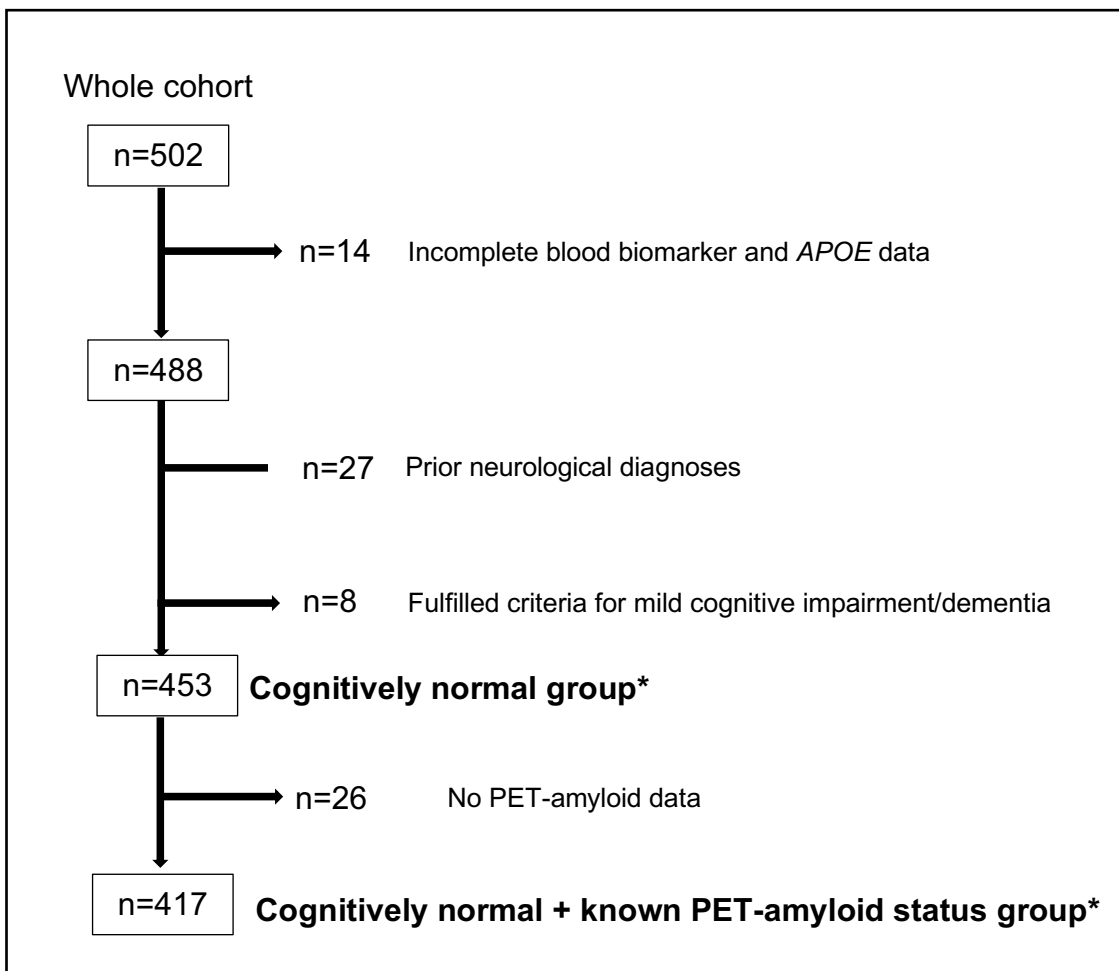 Whole cohort
n=502
n=14 Incomplete blood biomarker and APOE data
n=488
n=27 Prior neurological diagnoses
n=8 Fulfilled criteria for mild cognitive impairment/dementia
n=453 Cognitively normal group*
n=26 No PET-amyloid data
n=417 Cognitively normal + known PET-amyloid status group*